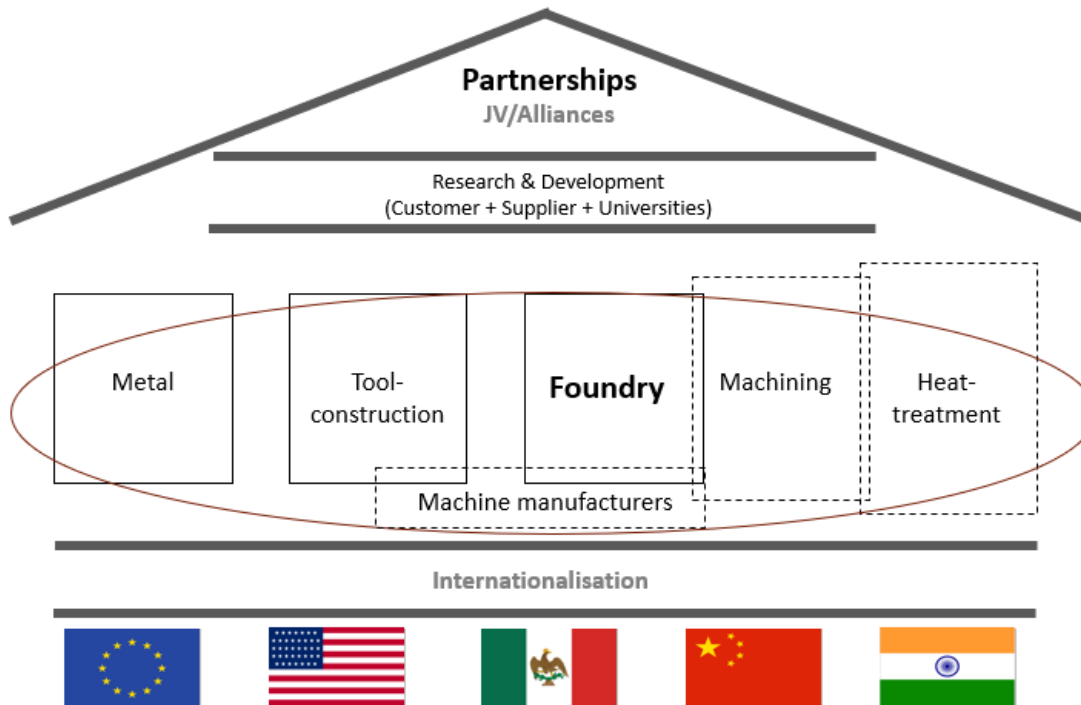 Partnerships
JV/Alliances
Research & Development
(Customer + Supplier + Universities)
Metal
Tool-
construction
Foundry
Machining
Heat-
treatment
Machine manufacturers
Internationalisation